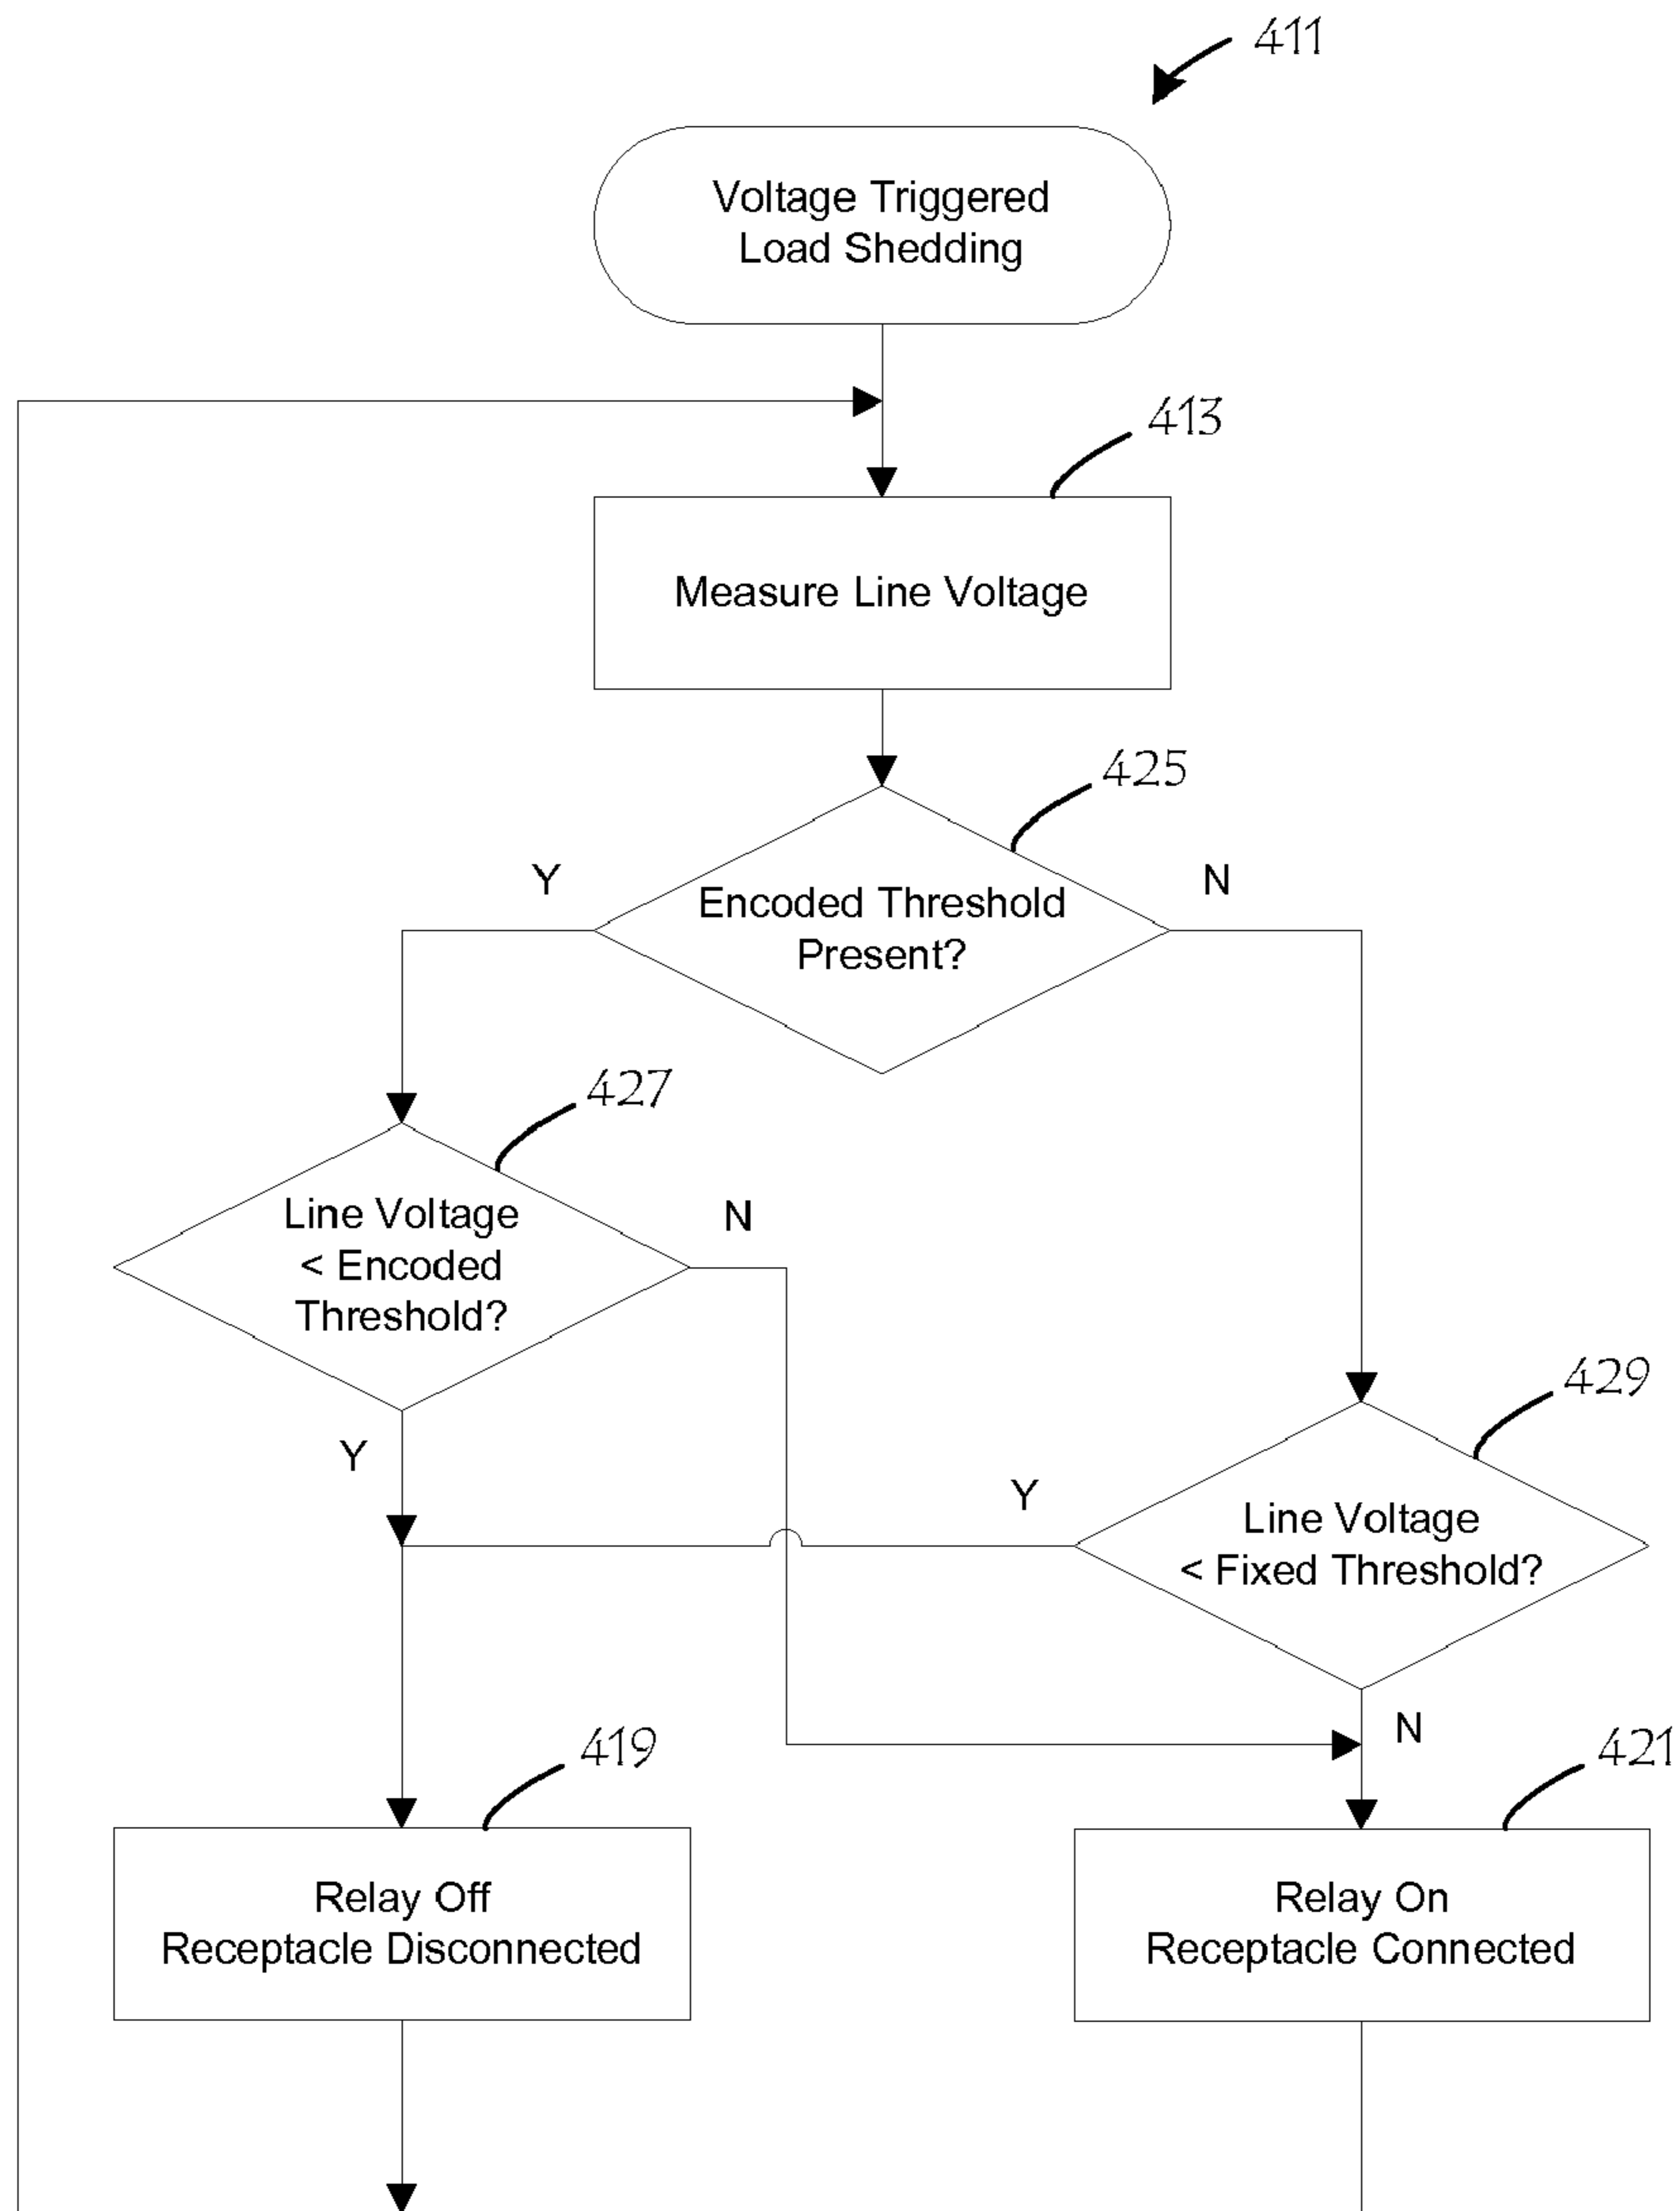 411
Voltage Triggered
Load Shedding
413
Measure Line Voltage
425
Y
N
Encoded Threshold
Present?
427
Line Voltage
< Encoded
Threshold?
N
Y
429
Y
Line Voltage
< Fixed Threshold?
N
419
421
Relay Off
Receptacle Disconnected
Relay On
Receptacle Connected